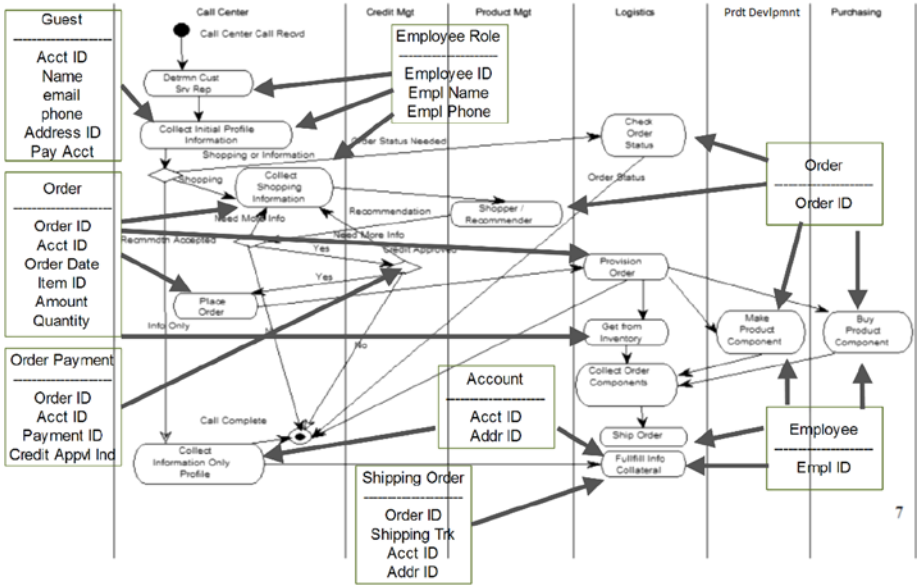 Call Center
Credit Mgt
Product Mgt
Logistics
Prdt Devlpmnt
Purchasing
Guest
Acct ID
Name
email
phone
Address ID
Pay Acct
Call Center Call Recvd
Employee Role
Employee ID
Empl Name
Empl Phone
Detrmn Cust
Srv Rep
Collect Initial Profile
Information
Order Status Needed
Check
Order
Status
Shopping or Information
Shopping
Collect
Shopping
Information
Order Status
Order
Order ID
Order
Order ID
Acct ID
Order Date
Item ID
Amount
Quantity
Need More Info
Recommendation
Shopper /
Recommender
Need More Info
Accepted
Yes
Credit Approved
Yes
Provision
Order
Place
Order
Info Only
No
Get from
Inventory
Make
Product
Component
Buy
Product
Component
Order Payment
Order ID
Acct ID
Payment ID
Credit Appvl Ind
Account
Acct ID
Addr ID
Collect Order
Components
Call Complete
Ship Order
Employee
Empl ID
Collect
Information Only
Profile
Fullfill Info
Collateral
Shipping Order
Order ID
Shipping Trk
Acct ID
Addr ID
7